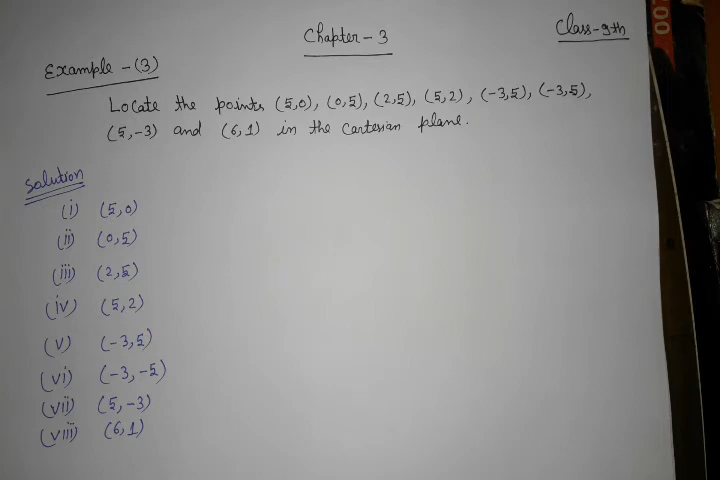 Chapter-3
Class-9th
Example-(3)
Locate the points (5,0), (0,5), (2,5), (5,2), (-3,5), (-3,5),
(5,-3) and (6,1) in the cartesian plane.
Solution
(i) (5,0)
(ii) (0,5)
(iii) (2,5)
(iv) (5,2)
(v) (-3,5)
(vi) (-3,-5)
(vii) (5,-3)
(viii) (6,1)